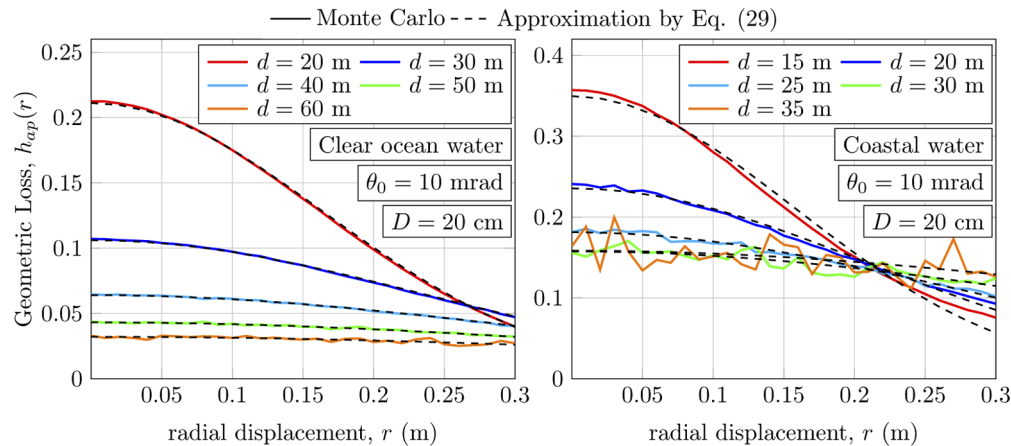 Monte Carlo Approximation by Eq. (29)
Geometric Loss, h_ap(r)
0.25
0.2
0.15
0.1
0.05
0
d = 20 m d = 30 m
d = 40 m d = 50 m
d = 60 m
Clear ocean water
θ₀ = 10 mrad
D = 20 cm
0.05 0.1 0.15 0.2 0.25 0.3
radial displacement, r (m)
0.4
0.3
0.2
0.1
0
d = 15 m d = 20 m
d = 25 m d = 30 m
d = 35 m
Coastal water
θ₀ = 10 mrad
D = 20 cm
0.05 0.1 0.15 0.2 0.25 0.3
radial displacement, r (m)